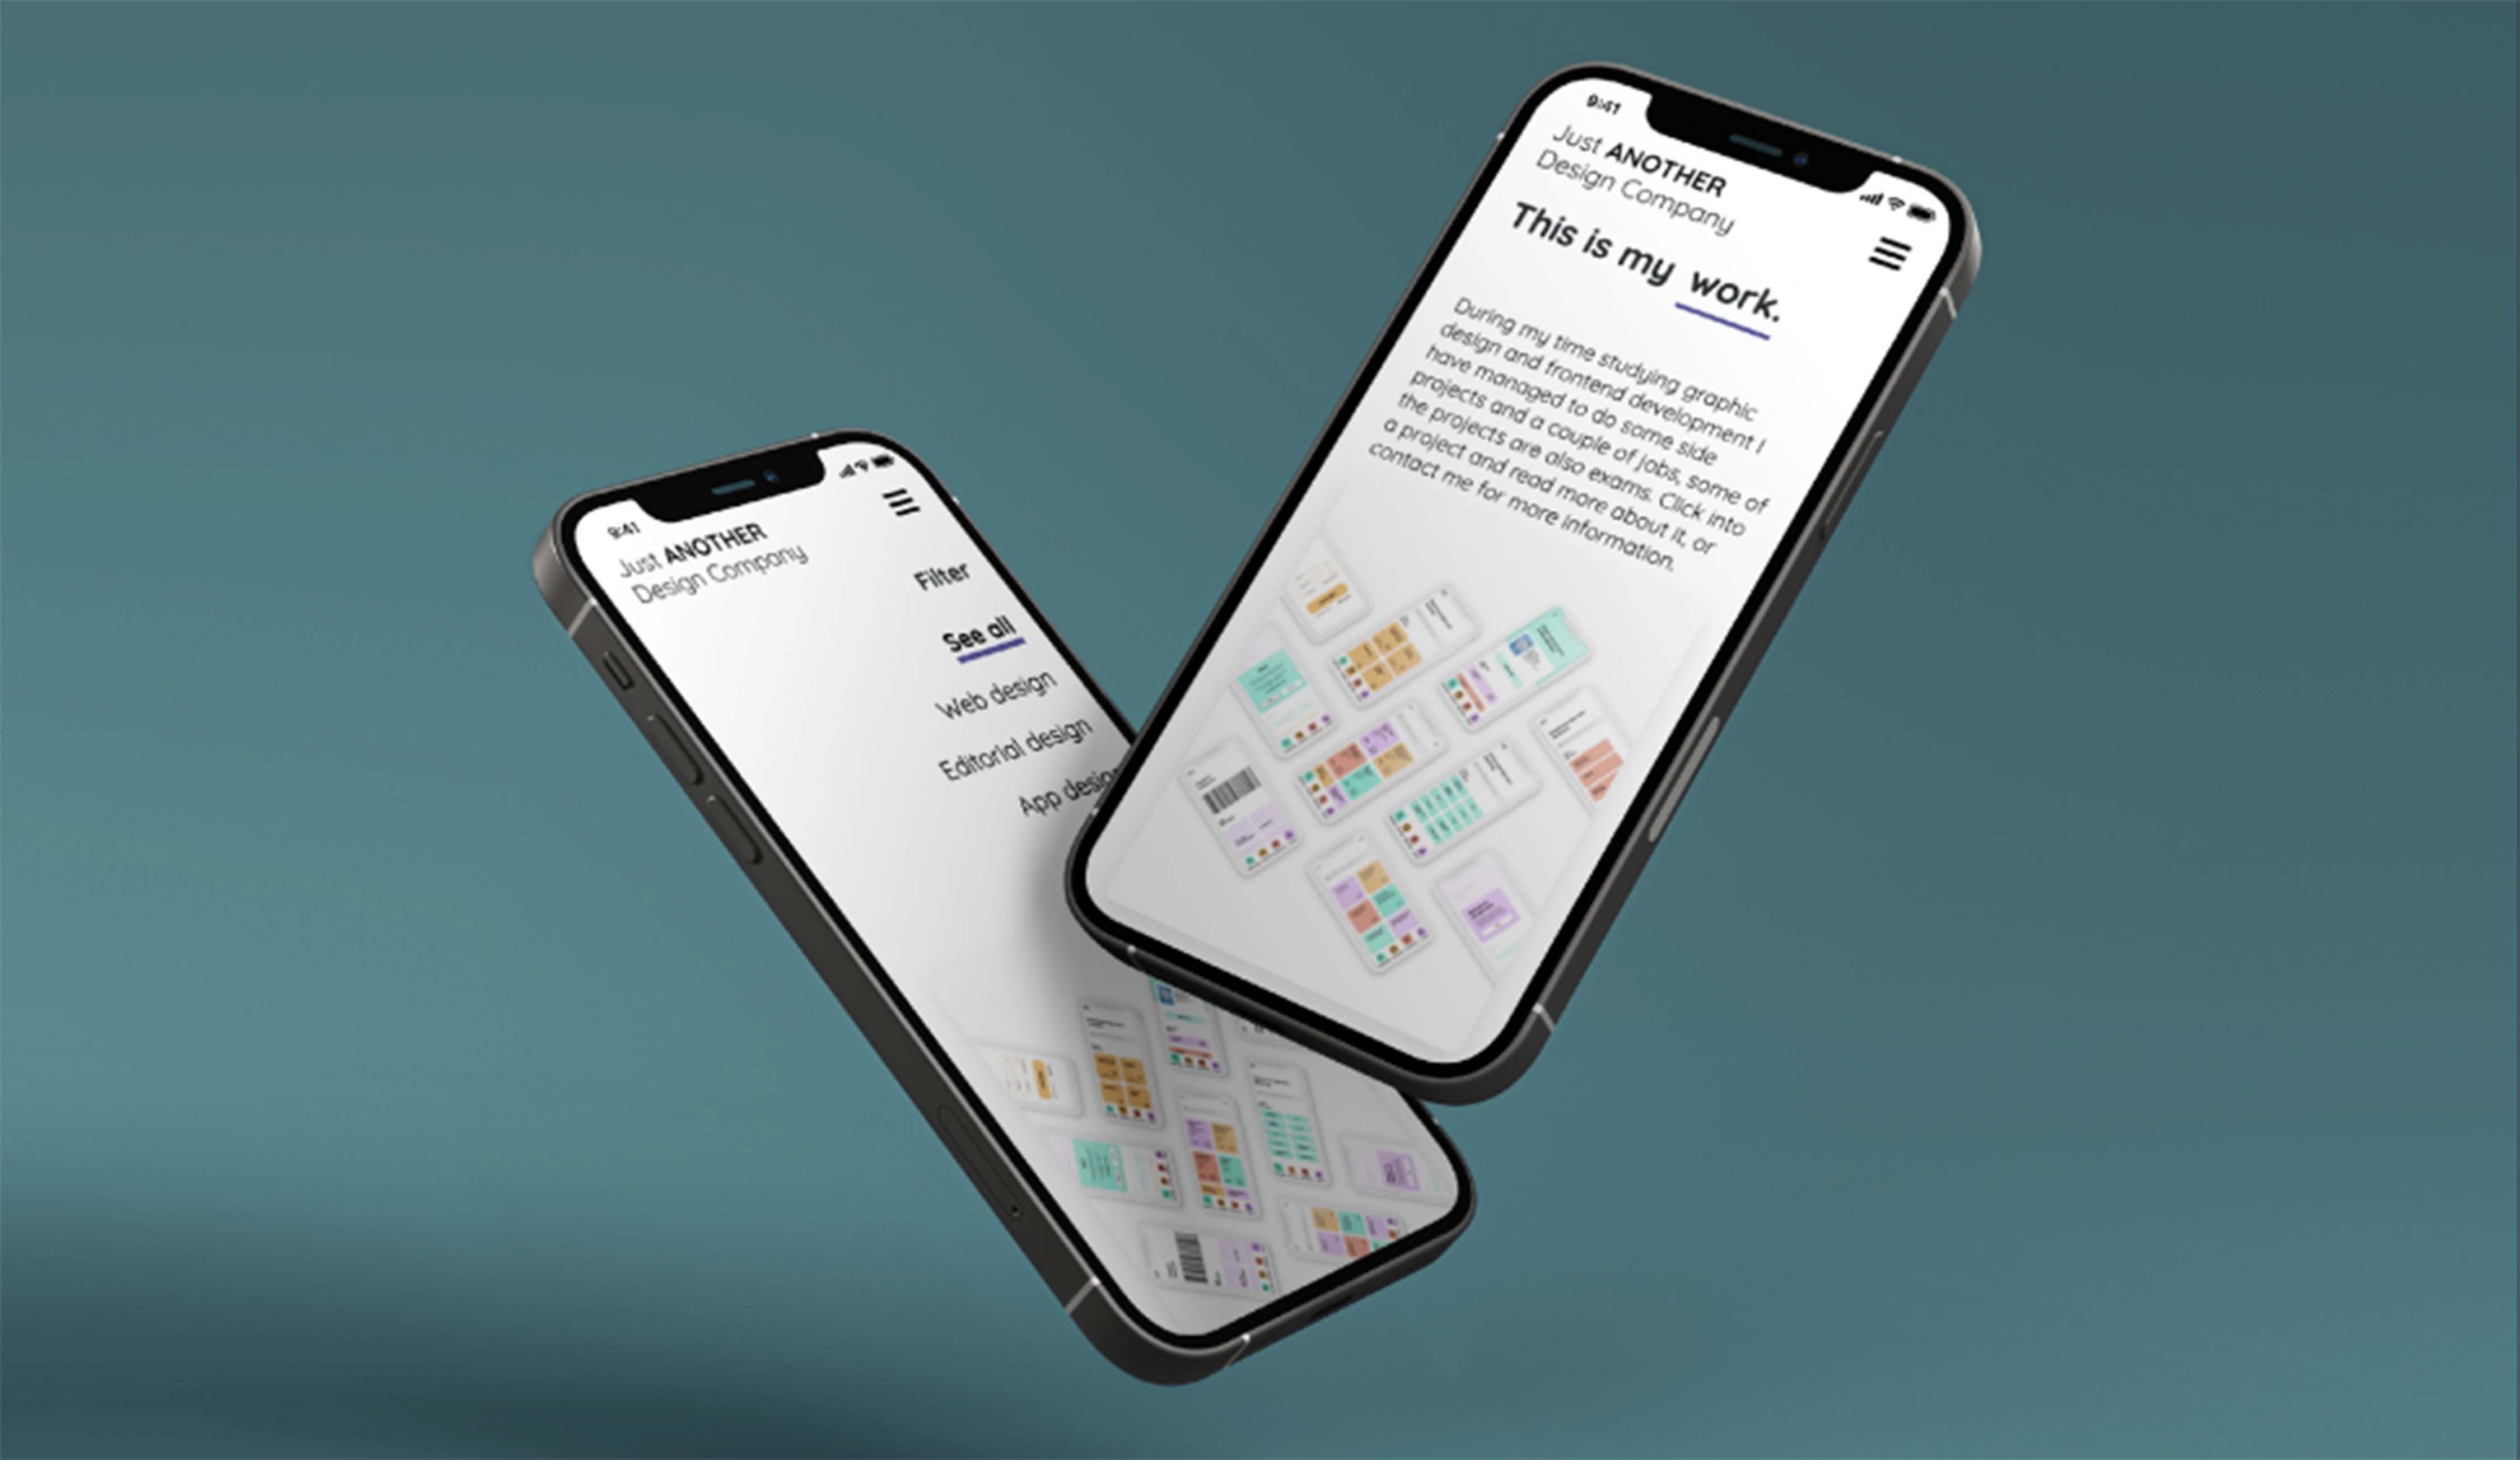 9:41
Just ANOTHER
Design Company
Filter
See all
Web design
Editorial design
App design
9:41
Just ANOTHER
Design Company
This is my work.
During my time studying graphic
design and frontend development I
have managed to do some side
projects and a couple of jobs, some of
the projects are also exams. Click into
a project and read more about it, or
contact me for more information.